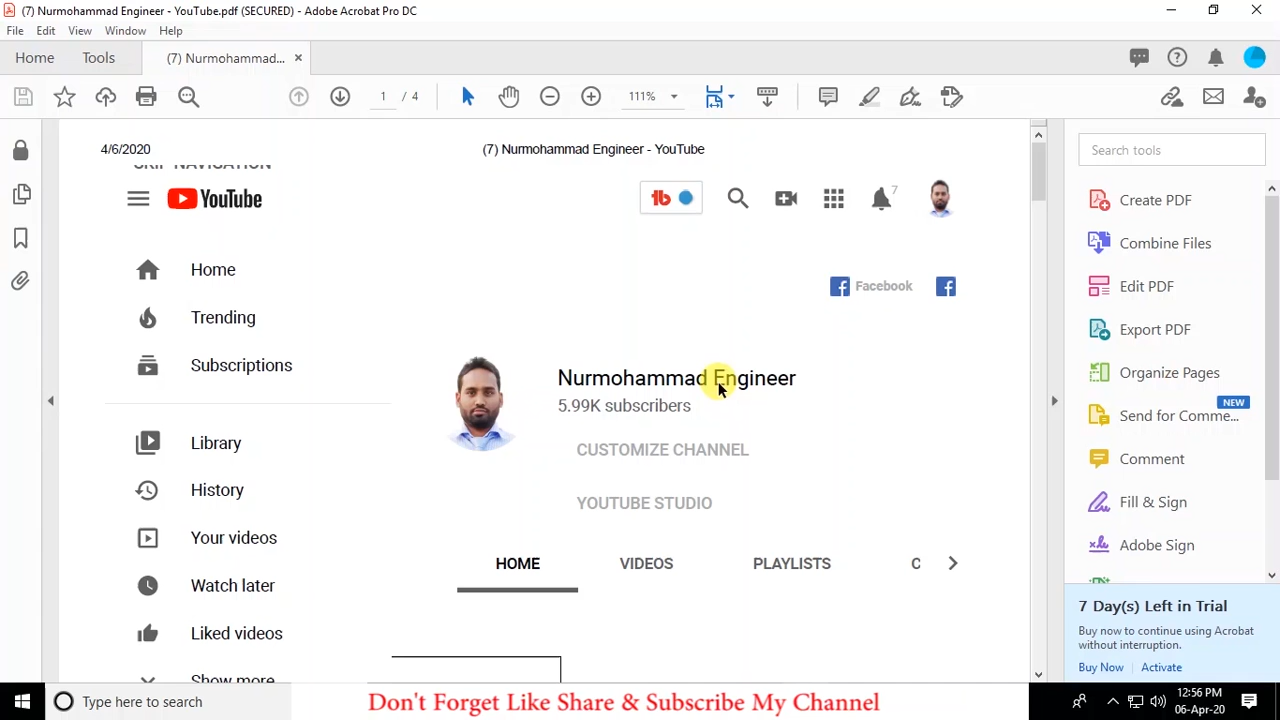 (7) Nurmohammad Engineer - YouTube.pdf (SECURED) - Adobe Acrobat Pro DC
File Edit View Window Help
Home Tools (7) Nurmohammad... ×
1 / 4 111%
4/6/2020 (7) Nurmohammad Engineer - YouTube
SKIP NAVIGATION
YouTube
7
Home
Trending
Subscriptions
Library
History
Your videos
Watch later
Liked videos
Show more
Facebook
Nurmohammad Engineer
5.99K subscribers
CUSTOMIZE CHANNEL
YOUTUBE STUDIO
HOME VIDEOS PLAYLISTS C
Search tools
Create PDF
Combine Files
Edit PDF
Export PDF
Organize Pages
NEW
Send for Comme...
Comment
Fill & Sign
Adobe Sign
7 Day(s) Left in Trial
Buy now to continue using Acrobat
without interruption.
Buy Now Activate
Type here to search
Don't Forget Like Share & Subscribe My Channel
12:56 PM
06-Apr-20